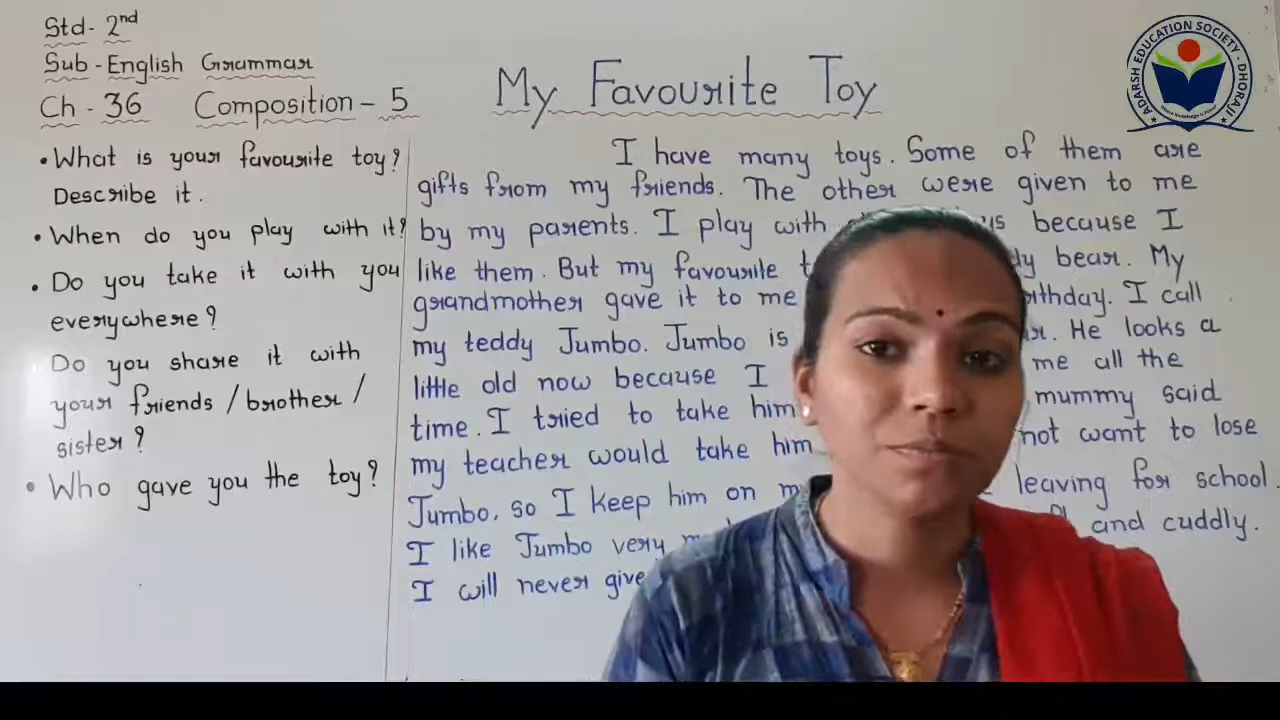 Std- 2nd
Sub - English Grammar
Ch - 36 Composition - 5
• What is your favourite toy?
Describe it.
• When do you play with it?
• Do you take it with you
everywhere?
Do you share it with
your friends / brother /
sister?
• Who gave you the toy?
My Favourite Toy
I have many toys. Some of them are
gifts from my friends. The other were given to me
by my parents. I play with because I
like them. But my favourite bear. My
grandmother gave it to me birthday. I call
my teddy Jumbo. Jumbo is He looks a
little old now because I me all the
time. I tried to take him mummy said
my teacher would take him not want to lose
Jumbo, so I keep him on leaving for school.
I like Jumbo very and cuddly.
I will never give
ADARSH EDUCATION SOCIETY - DHORAJI